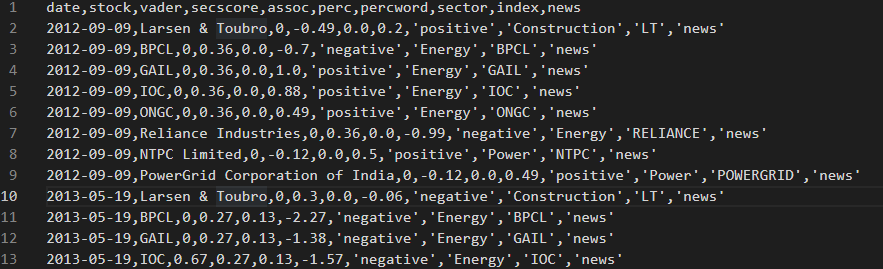 1 date,stock,vader,secscore,assoc,perc,percword,sector,index,news
2 2012-09-09,Larsen & Toubro,0,-0.49,0.0,0.2,'positive','Construction','LT','news'
3 2012-09-09,BPCL,0,0.36,0.0,-0.7,'negative','Energy','BPCL','news'
4 2012-09-09,GAIL,0,0.36,0.0,1.0,'positive','Energy','GAIL','news'
5 2012-09-09,IOC,0,0.36,0.0,0.88,'positive','Energy','IOC','news'
6 2012-09-09,ONGC,0,0.36,0.0,0.49,'positive','Energy','ONGC','news'
7 2012-09-09,Reliance Industries,0,0.36,0.0,-0.99,'negative','Energy','RELIANCE','news'
8 2012-09-09,NTPC Limited,0,-0.12,0.0,0.5,'positive','Power','NTPC','news'
9 2012-09-09,PowerGrid Corporation of India,0,-0.12,0.0,0.49,'positive','Power','POWERGRID','news'
10 2013-05-19,Larsen & Toubro,0,0.3,0.0,-0.06,'negative','Construction','LT','news'
11 2013-05-19,BPCL,0,0.27,0.13,-2.27,'negative','Energy','BPCL','news'
12 2013-05-19,GAIL,0,0.27,0.13,-1.38,'negative','Energy','GAIL','news'
13 2013-05-19,IOC,0.67,0.27,0.13,-1.57,'negative','Energy','IOC','news'